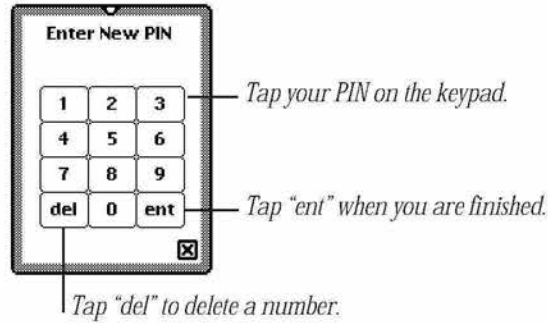 Enter New PIN
1 2 3
Tap your PIN on the keypad.
4 5 6
7 8 9
del 0 ent
Tap “ent” when you are finished.
Tap “del” to delete a number.